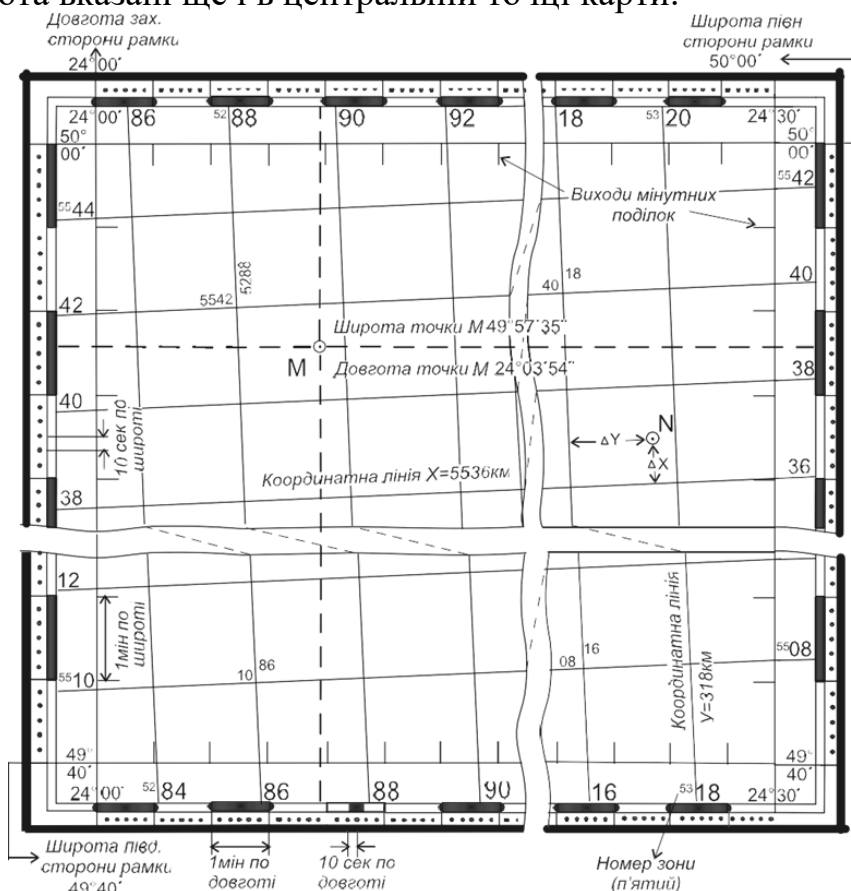 вказані ще і в центральній точці карти.
Довгота зах.
сторони рамки
24°00'
Широта півн
сторони рамки
50°00'
24°00'
86
52 88
90
92
18
53 20
24°30'
50°
00'
50°
00'
55 42
55 44
Виходи мінутних
поділок
5288
5542
18
40
40
42
Широта точки М 49°57'35"
М
Довгота точки М 24°03'54"
38
40
10 сек по
широті
N
ΔY
ΔX
Координатна лінія X=5536км
36
38
12
1мін по
широті
Координатна лінія
У=318км
86
10
16
08
55 08
55 10
49°
40'
49°
40'
24°00'
52 84
86
88
90
16
53 18
24°30'
Широта півд.
сторони рамки
49°40'
1мін по
довготі
10 сек по
довготі
Номер зони
(п'ятий)